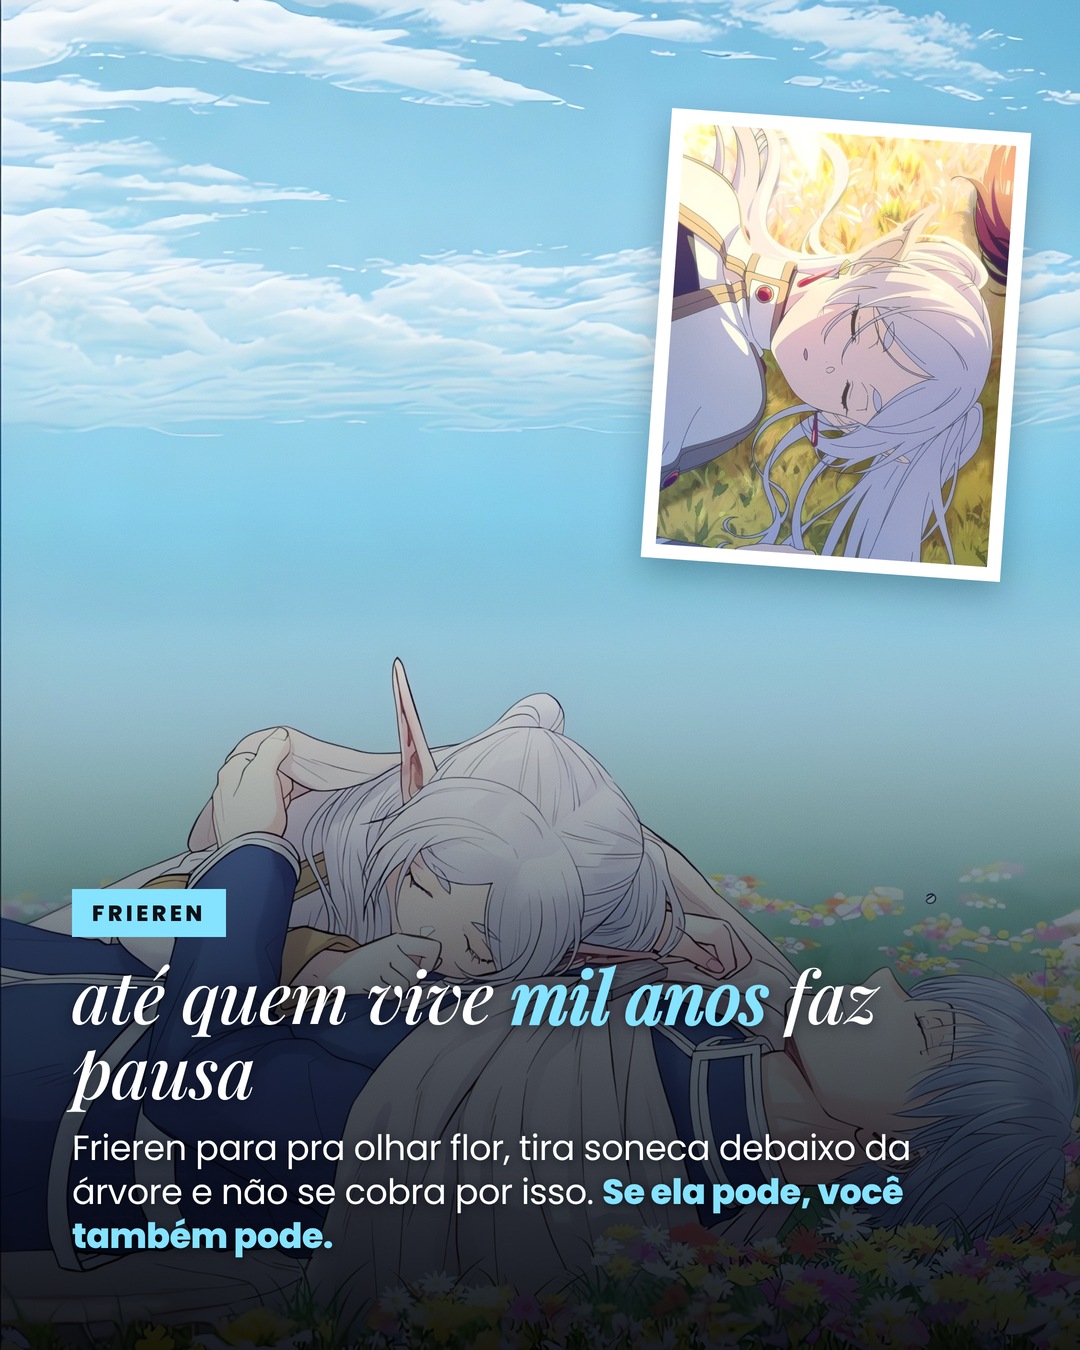 FRIEREN
até quem vive mil anos faz
pausa
Frieren para pra olhar flor, tira soneca debaixo da
árvore e não se cobra por isso. Se ela pode, você
também pode.